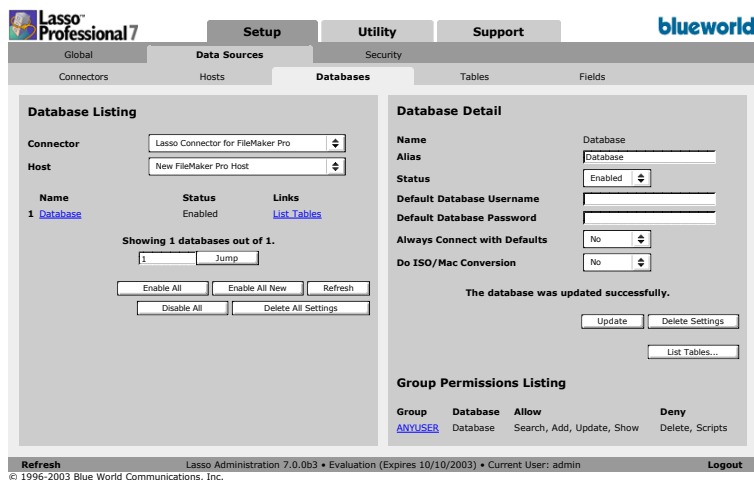 Lasso™
Professional 7
Setup Utility Support
blueworld
Global Data Sources Security
Connectors Hosts Databases Tables Fields
Database Listing
Connector Lasso Connector for FileMaker Pro
Host New FileMaker Pro Host
Name Status Links
1 Database Enabled List Tables
Showing 1 databases out of 1.
1 Jump
Enable All Enable All New Refresh
Disable All Delete All Settings
Database Detail
Name Database
Alias Database
Status Enabled
Default Database Username
Default Database Password
Always Connect with Defaults No
Do ISO/Mac Conversion No
The database was updated successfully.
Update Delete Settings
List Tables...
Group Permissions Listing
Group Database Allow Deny
ANYUSER Database Search, Add, Update, Show Delete, Scripts
Refresh Lasso Administration 7.0.0b3 • Evaluation (Expires 10/10/2003) • Current User: admin Logout
© 1996-2003 Blue World Communications, Inc.